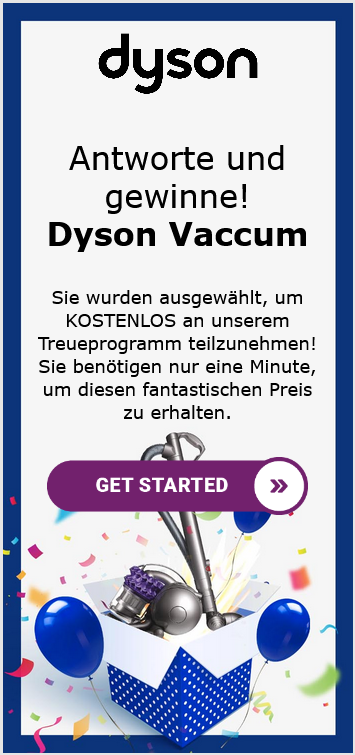 dyson
Antworte und
gewinne!
Dyson Vaccum
Sie wurden ausgewählt, um
KOSTENLOS an unserem
Treueprogramm teilzunehmen!
Sie benötigen nur eine Minute,
um diesen fantastischen Preis
zu erhalten.
GET STARTED »